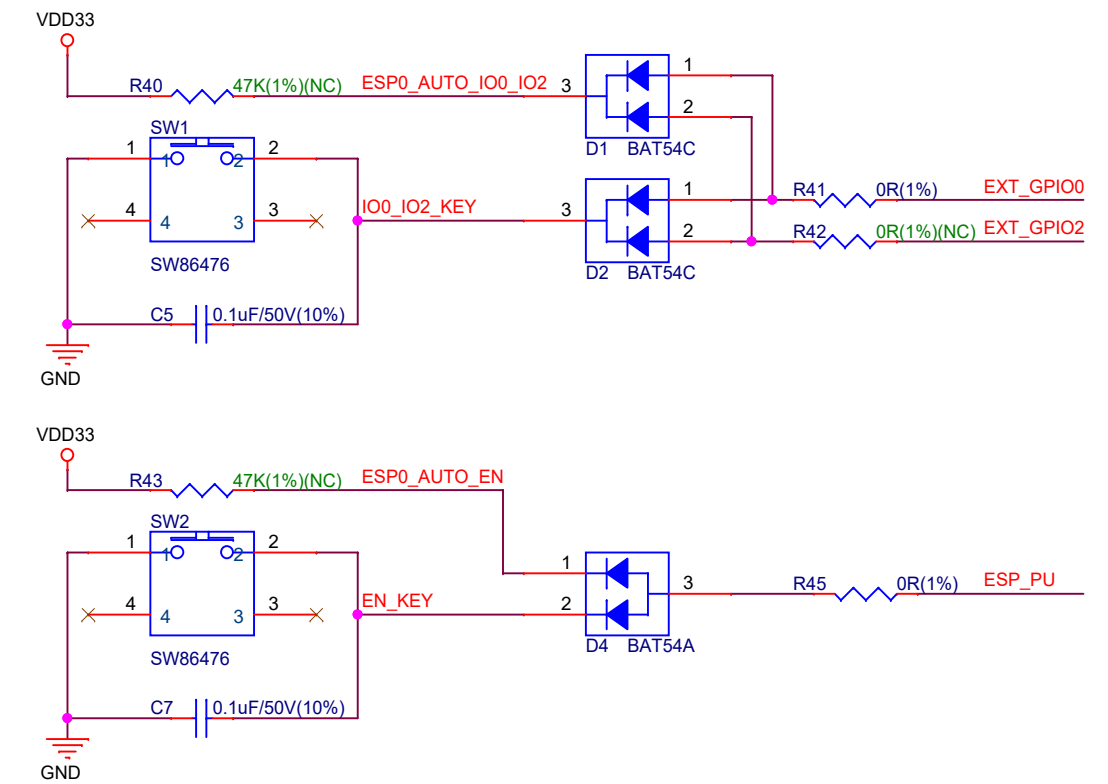 VDD33
R40 47K(1%)(NC) ESP0_AUTO_IO0_IO2 3 1
2
D1 BAT54C
SW1
1 1 2 2
4 4 3 3
SW86476
IO0_IO2_KEY 3 1
2
D2 BAT54C
R41 0R(1%) EXT_GPIO0
R42 0R(1%)(NC) EXT_GPIO2
C5 0.1uF/50V(10%)
GND
VDD33
R43 47K(1%)(NC) ESP0_AUTO_EN
SW2
1 1 2 2
4 4 3 3
SW86476
EN_KEY
1
2
3
D4 BAT54A
R45 0R(1%) ESP_PU
C7 0.1uF/50V(10%)
GND